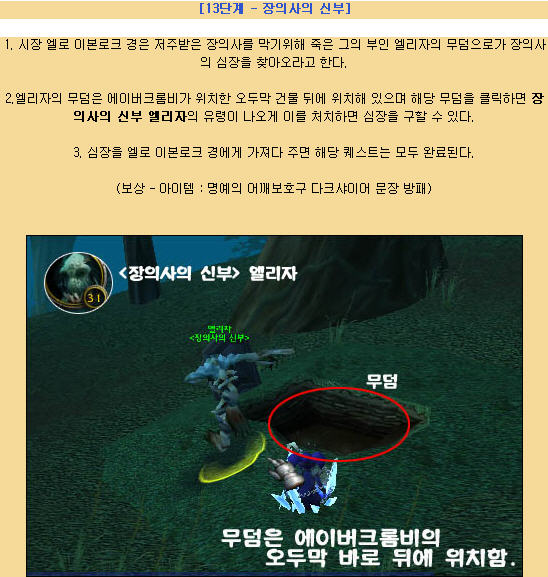 [13단계 - 장의사의 신부]
1. 시장 엘로 이본로크 경은 저주받은 장의사를 막기위해 죽은 그의 부인 엘리자의 무덤으로가 장의사
의 심장을 찾아오라고 한다.
2.엘리자의 무덤은 에이버크롬비가 위치한 오두막 건물 뒤에 위치해 있으며 해당 무덤을 클릭하면 장
의사의 신부 엘리자의 유령이 나오게 이를 처치하면 심장을 구할 수 있다.
3. 심장을 엘로 이본로크 경에게 가져다 주면 해당 퀘스트는 모두 완료된다.
(보상 - 아이템 : 명예의 어깨보호구 다크샤이어 문장 방패)
<장의사의 신부> 엘리자
31
엘리자
<장의사의 신부>
무덤
무덤은 에이버크롬비의
오두막 바로 뒤에 위치함.